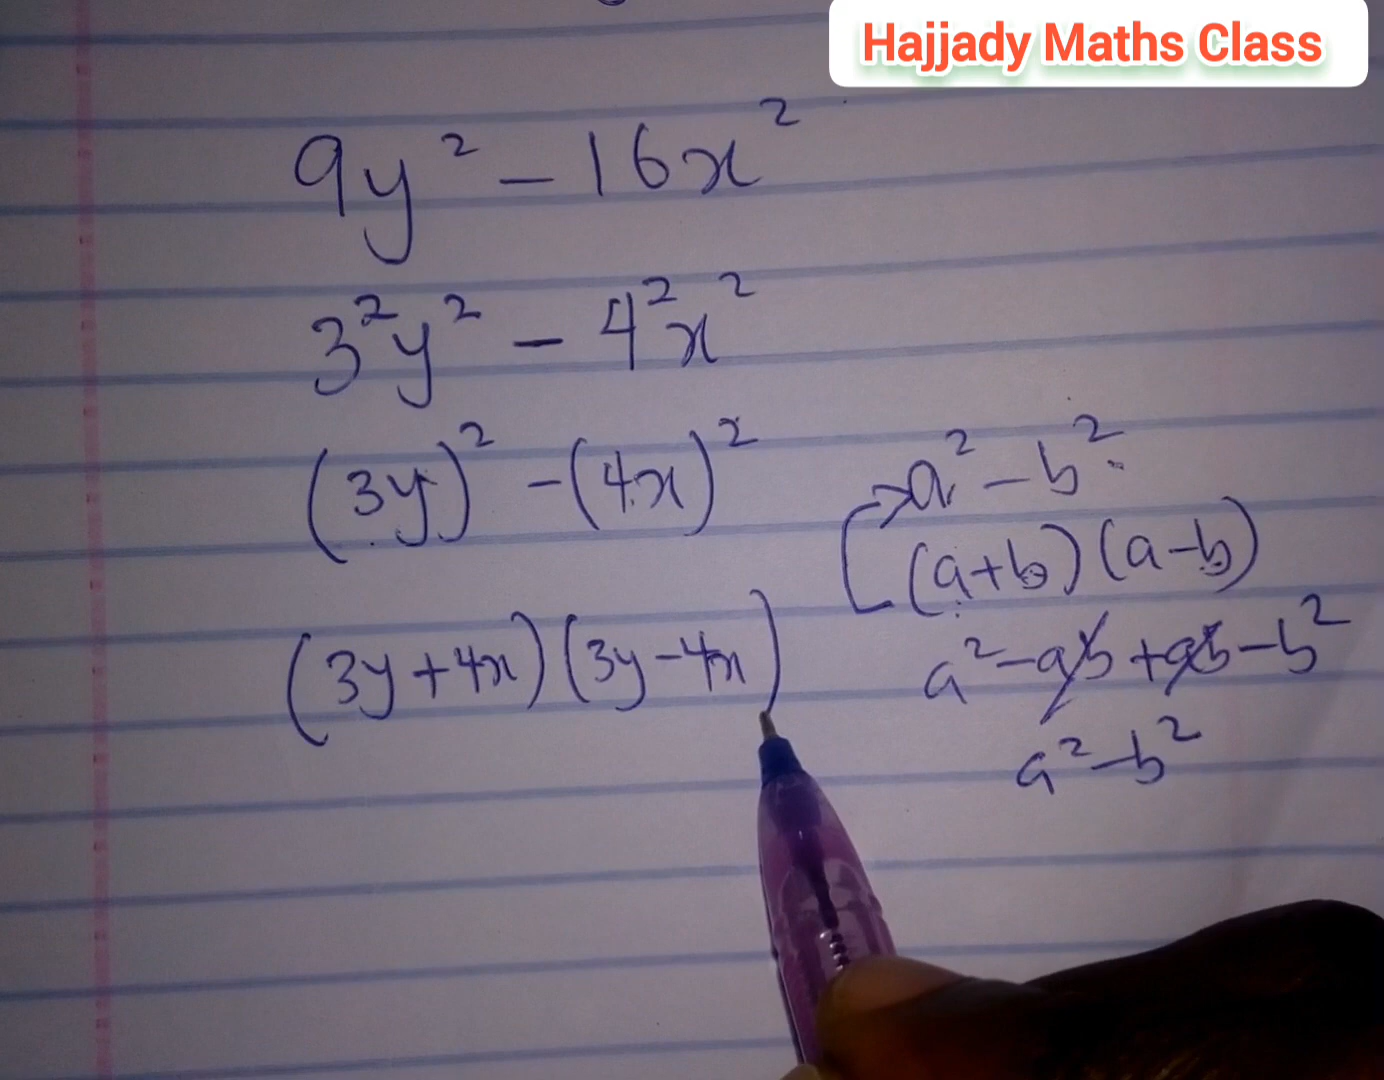 Hajjady Maths Class
9y² - 16x²
3²y² - 4²x²
(3y)² - (4x)²
(3y+4x)(3y-4x)
a² - b²
(a+b)(a-b)
a²-ab+ab-b²
a²-b²